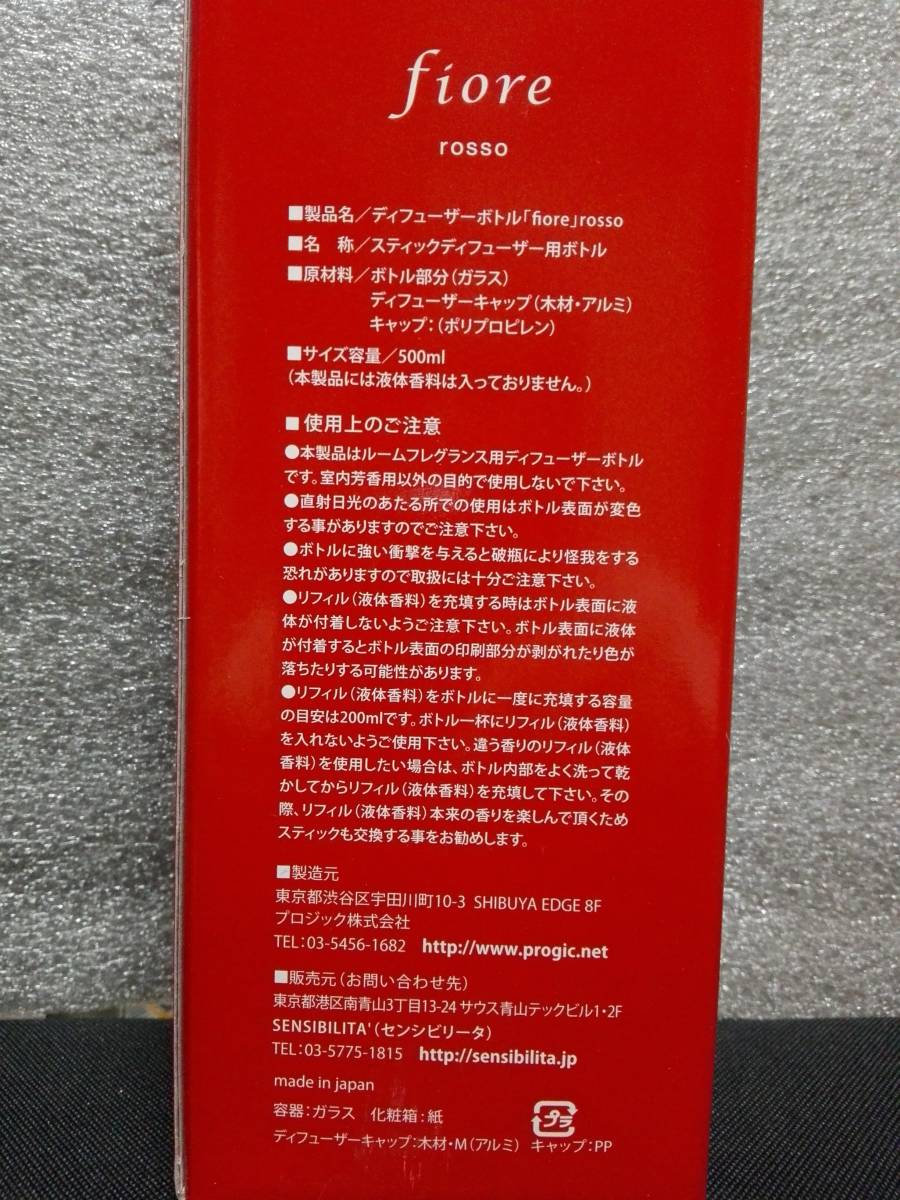 fiore
rosso
■製品名／ディフューザーボトル「fiore」rosso
■名　称／スティックディフューザー用ボトル
■原材料／ボトル部分（ガラス）
ディフューザーキャップ（木材・アルミ）
キャップ：（ポリプロピレン）
■サイズ容量／500ml
（本製品には液体香料は入っておりません。）
■ 使用上のご注意
●本製品はルームフレグランス用ディフューザーボトル
です。室内芳香用以外の目的で使用しないで下さい。
●直射日光のあたる所での使用はボトル表面が変色
する事がありますのでご注意下さい。
●ボトルに強い衝撃を与えると破瓶により怪我をする
恐れがありますので取扱には十分ご注意下さい。
●リフィル（液体香料）を充填する時はボトル表面に液
体が付着しないようご注意下さい。ボトル表面に液体
が付着するとボトル表面の印刷部分が剥がれたり色が
落ちたりする可能性があります。
●リフィル（液体香料）をボトルに一度に充填する容量
の目安は200mlです。ボトル一杯にリフィル（液体香料）
を入れないようご使用下さい。違う香りのリフィル（液体
香料）を使用したい場合は、ボトル内部をよく洗って乾
かしてからリフィル（液体香料）を充填して下さい。その
際、リフィル（液体香料）本来の香りを楽しんで頂くため
スティックも交換する事をお勧めします。
■製造元
東京都渋谷区宇田川町10-3 SHIBUYA EDGE 8F
プロジック株式会社
TEL：03-5456-1682 http://www.progic.net
■販売元（お問い合わせ先）
東京都港区南青山3丁目13-24 サウス青山テックビル1・2F
SENSIBILITA'（センシビリータ）
TEL：03-5775-1815 http://sensibilita.jp
made in japan
容器：ガラス　化粧箱：紙
プラ
ディフューザーキャップ：木材・M（アルミ）　キャップ：PP